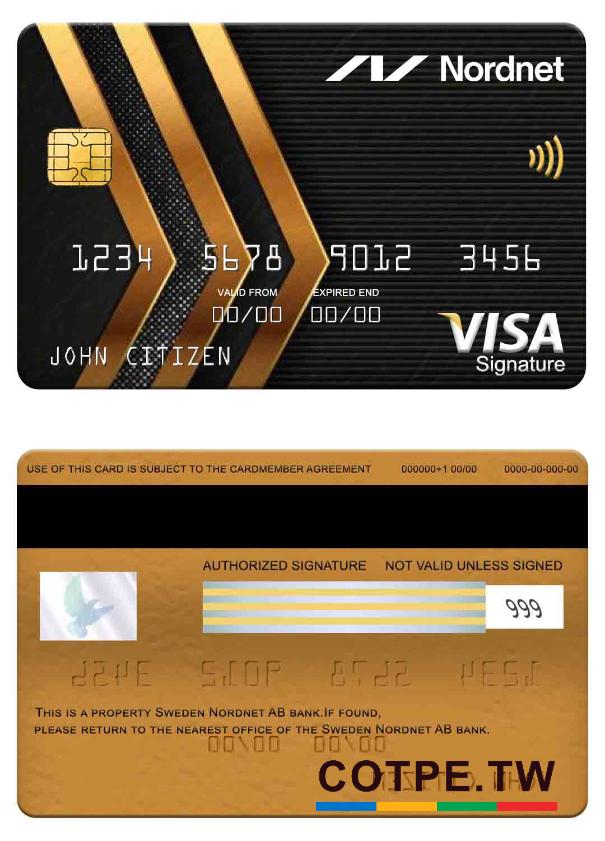 Nordnet
1234 5678 9012 3456
VALID FROM EXPIRED END
00/00 00/00
JOHN CITIZEN
VISA
Signature
USE OF THIS CARD IS SUBJECT TO THE CARDMEMBER AGREEMENT 000000+1 00/00 0000-00-000-00
AUTHORIZED SIGNATURE NOT VALID UNLESS SIGNED
999
THIS IS A PROPERTY SWEDEN NORDNET AB BANK.IF FOUND,
PLEASE RETURN TO THE NEAREST OFFICE OF THE SWEDEN NORDNET AB BANK.
COTPE.TW